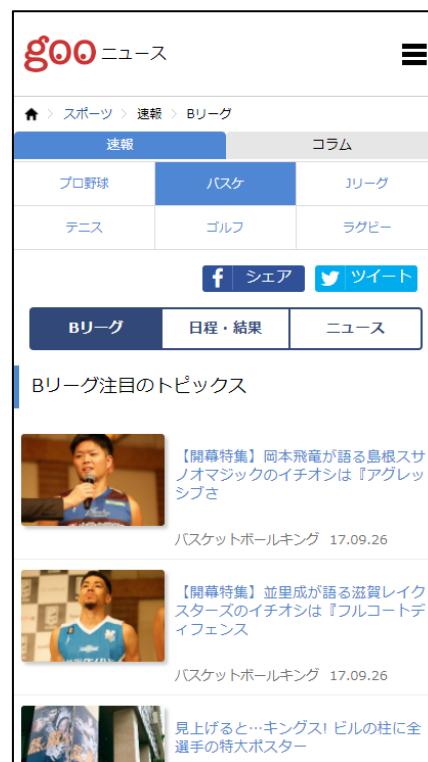 goo ニュース
スポーツ > 速報 > Bリーグ
速報 コラム
プロ野球 バスケ Jリーグ
テニス ゴルフ ラグビー
f シェア ツイート
Bリーグ 日程・結果 ニュース
Bリーグ注目のトピックス
【開幕特集】岡本飛竜が語る島根スサ
ノオマジックのイチオシは『アグレッ
シブさ
バスケットボールキング 17.09.26
【開幕特集】並里成が語る滋賀レイク
スターズのイチオシは『フルコートデ
ィフェンス
バスケットボールキング 17.09.26
見上げると…キングス! ビルの柱に全
選手の特大ポスター